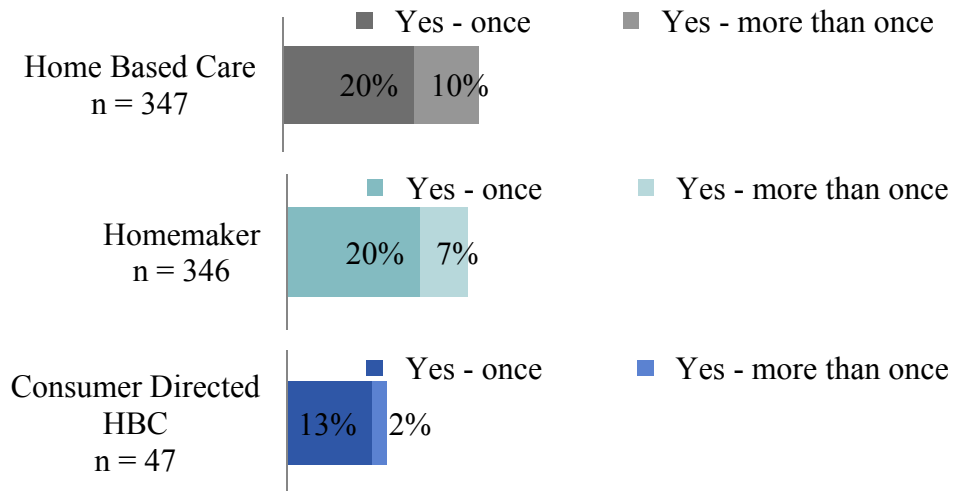 Yes - once Yes - more than once
Home Based Care
n = 347
20% 10%
Yes - once Yes - more than once
Homemaker
n = 346
20% 7%
Yes - once Yes - more than once
Consumer Directed
HBC
n = 47
13% 2%